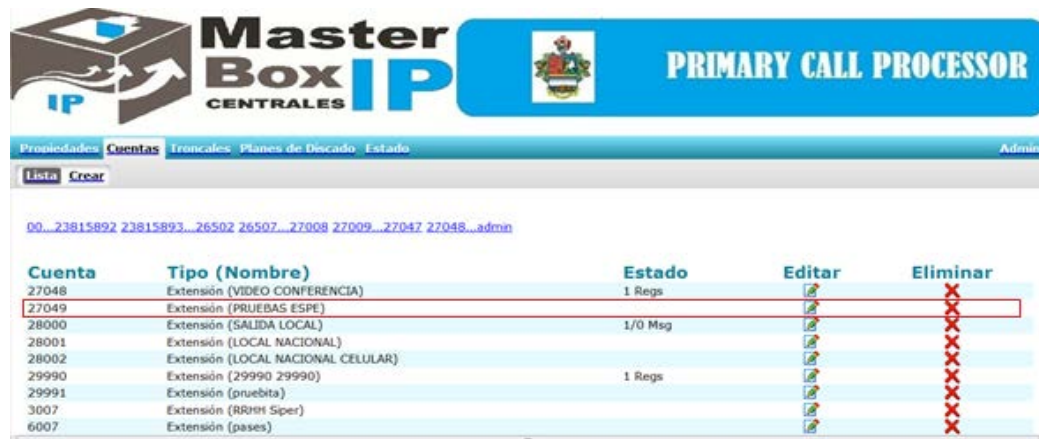 Master
Box IP
CENTRALES
IP
PRIMARY CALL PROCESSOR
Propiedades Cuentas Troncales Planes de Discado Estado Admin
Lista Crear
00...23815892 23815893...26502 26507...27008 27009...27047 27048...admin
Cuenta Tipo (Nombre) Estado Editar Eliminar
27048 Extensión (VIDEO CONFERENCIA) 1 Regs
27049 Extensión (PRUEBAS ESPE)
28000 Extensión (SALIDA LOCAL) 1/0 Msg
28001 Extensión (LOCAL NACIONAL)
28002 Extensión (LOCAL NACIONAL CELULAR)
29990 Extensión (29990 29990) 1 Regs
29991 Extensión (pruebita)
3007 Extensión (RRHH Siper)
6007 Extensión (pases)